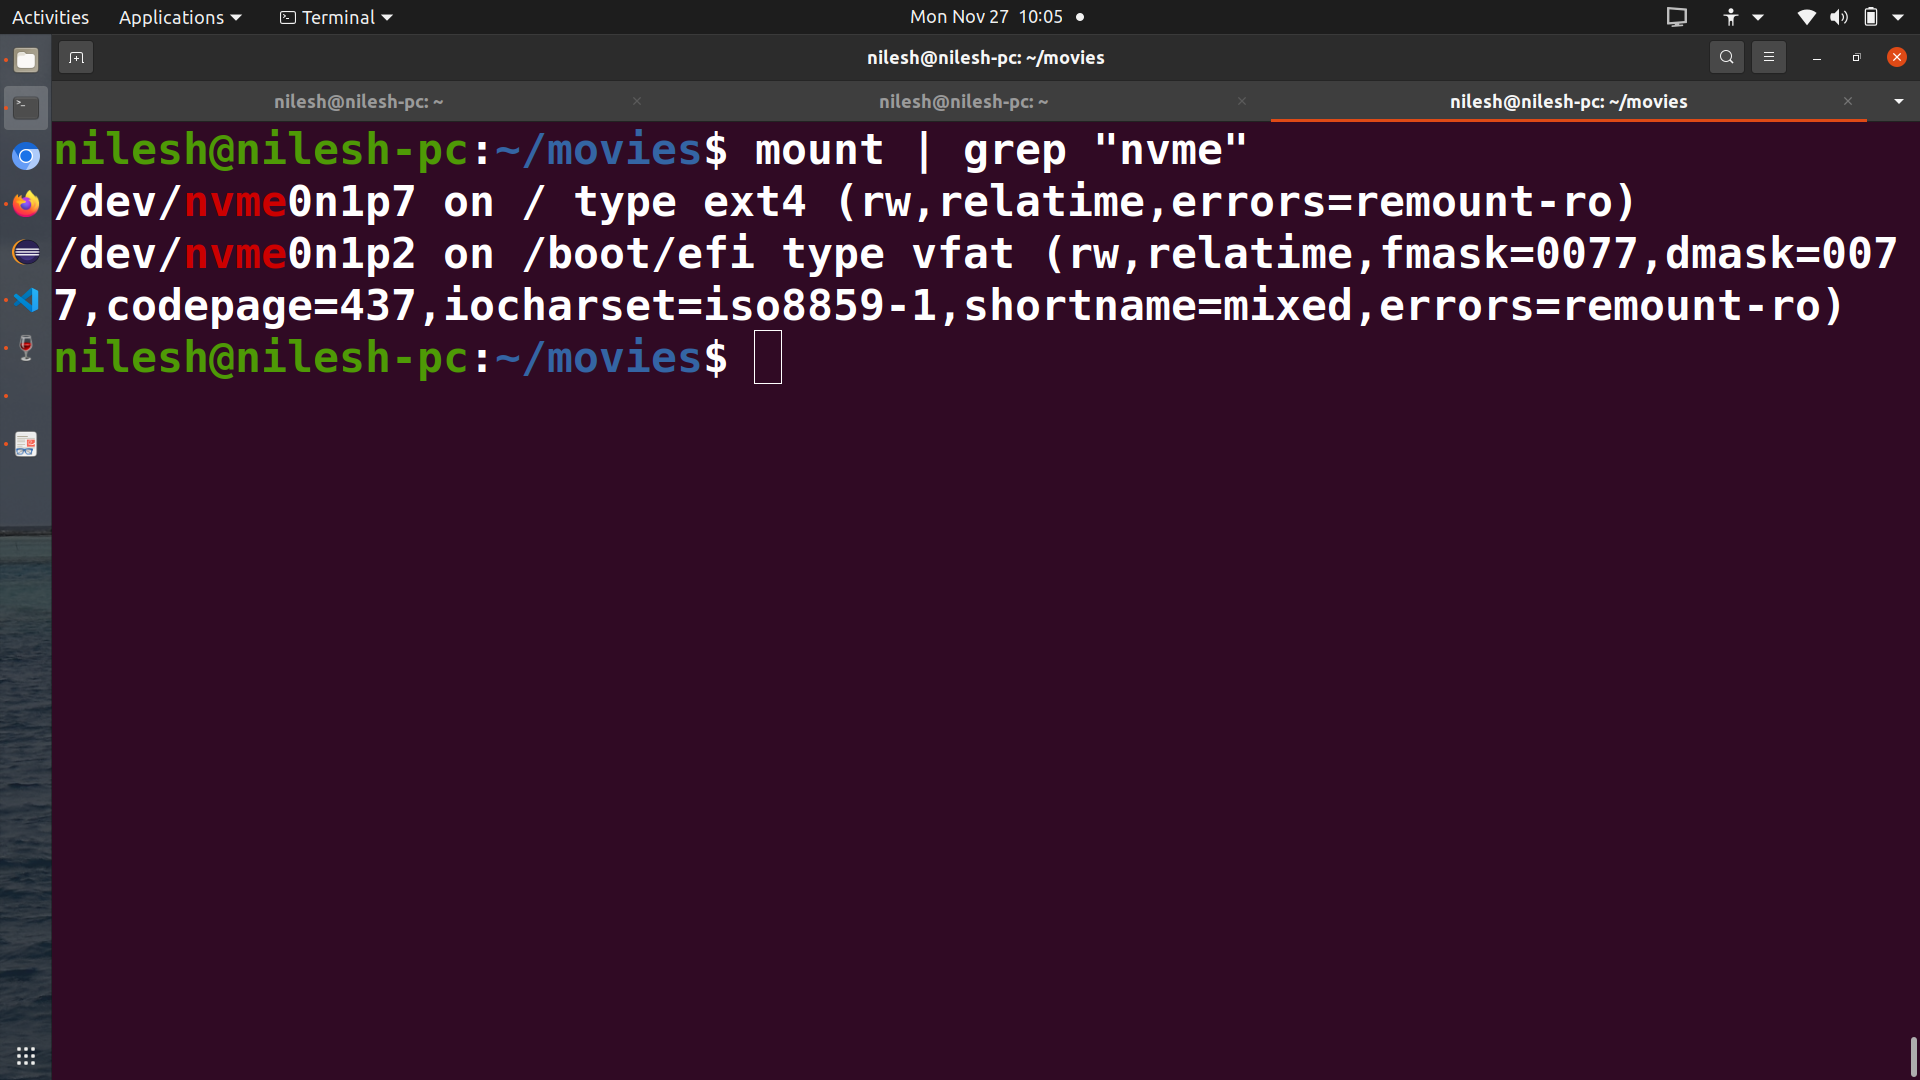 Activities Applications Terminal Mon Nov 27 10:05
nilesh@nilesh-pc: ~/movies
nilesh@nilesh-pc: ~ nilesh@nilesh-pc: ~ nilesh@nilesh-pc: ~/movies
nilesh@nilesh-pc:~/movies$ mount | grep "nvme"
/dev/nvme0n1p7 on / type ext4 (rw,relatime,errors=remount-ro)
/dev/nvme0n1p2 on /boot/efi type vfat (rw,relatime,fmask=0077,dmask=007
7,codepage=437,iocharset=iso8859-1,shortname=mixed,errors=remount-ro)
nilesh@nilesh-pc:~/movies$